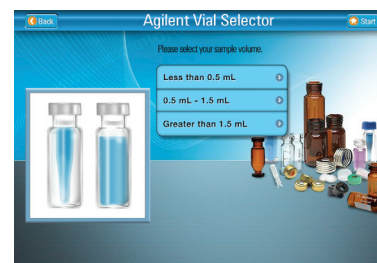 Back
Agilent Vial Selector
Start
Please select your sample volume.
Less than 0.5 mL
0.5 mL - 1.5 mL
Greater than 1.5 mL